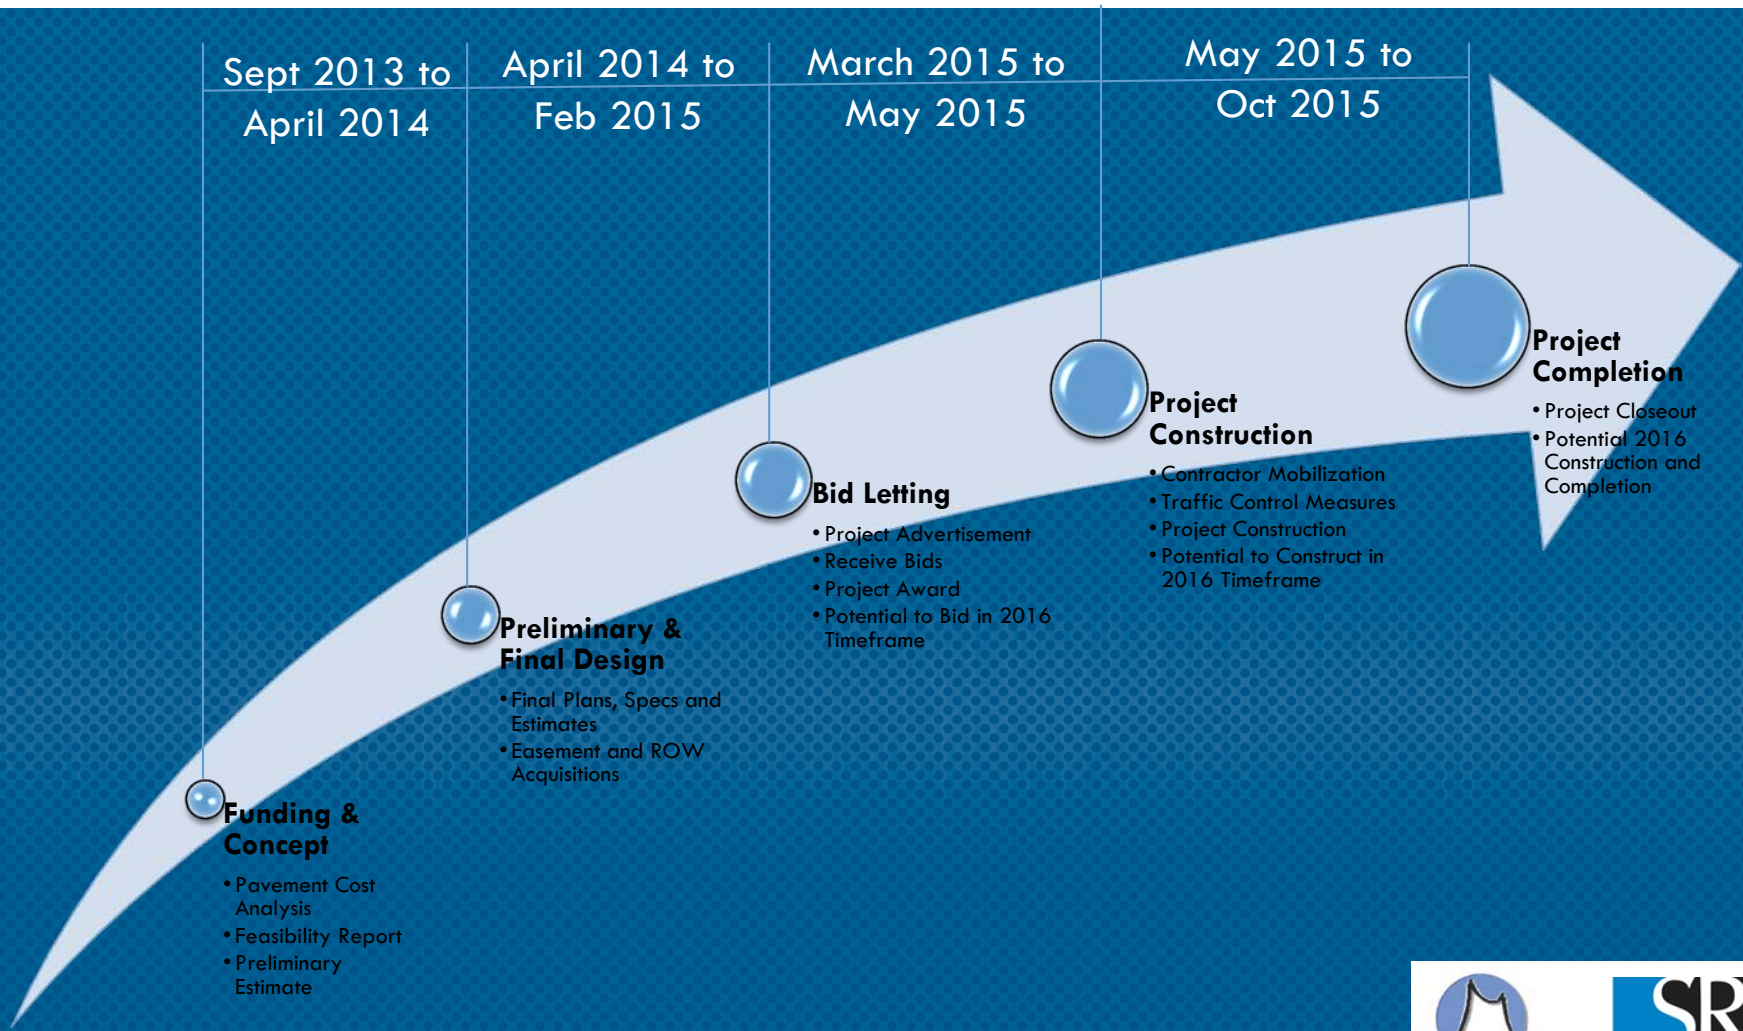 Sept 2013 to
April 2014
April 2014 to
Feb 2015
March 2015 to
May 2015
May 2015 to
Oct 2015
Funding &
Concept
• Pavement Cost
Analysis
• Feasibility Report
• Preliminary
Estimate
Preliminary &
Final Design
• Final Plans, Specs and
Estimates
• Easement and ROW
Acquisitions
Bid Letting
• Project Advertisement
• Receive Bids
• Project Award
• Potential to Bid in 2016
Timeframe
Project
Construction
• Contractor Mobilization
• Traffic Control Measures
• Project Construction
• Potential to Construct in
2016 Timeframe
Project
Completion
• Project Closeout
• Potential 2016
Construction and
Completion
SR